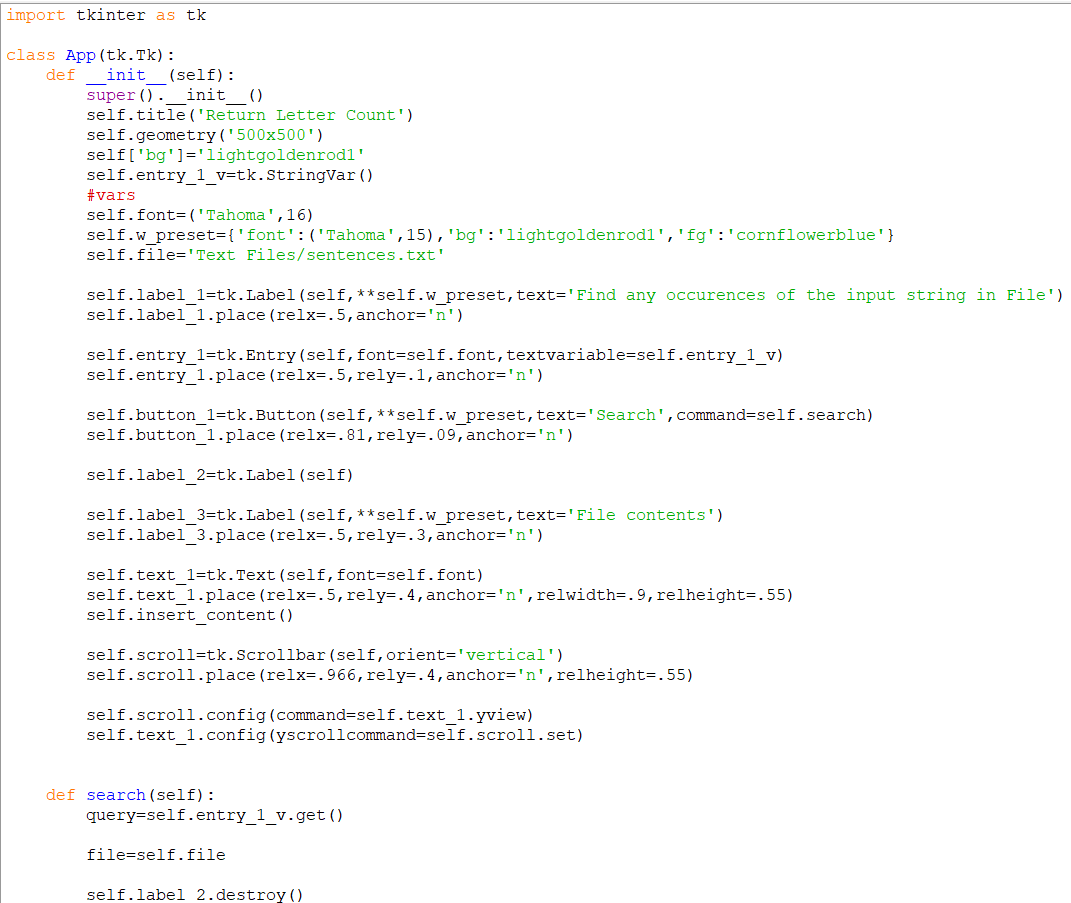 import tkinter as tk
class App(tk.Tk):
    def __init__(self):
        super().__init__()
        self.title('Return Letter Count')
        self.geometry('500x500')
        self['bg']='lightgoldenrod1'
        self.entry_1_v=tk.StringVar()
        #vars
        self.font=('Tahoma',16)
        self.w_preset={'font':('Tahoma',15),'bg':'lightgoldenrod1','fg':'cornflowerblue'}
        self.file='Text Files/sentences.txt'
        self.label_1=tk.Label(self,**self.w_preset,text='Find any occurences of the input string in File')
        self.label_1.place(relx=.5,anchor='n')
        self.entry_1=tk.Entry(self,font=self.font,textvariable=self.entry_1_v)
        self.entry_1.place(relx=.5,rely=.1,anchor='n')
        self.button_1=tk.Button(self,**self.w_preset,text='Search',command=self.search)
        self.button_1.place(relx=.81,rely=.09,anchor='n')
        self.label_2=tk.Label(self)
        self.label_3=tk.Label(self,**self.w_preset,text='File contents')
        self.label_3.place(relx=.5,rely=.3,anchor='n')
        self.text_1=tk.Text(self,font=self.font)
        self.text_1.place(relx=.5,rely=.4,anchor='n',relwidth=.9,relheight=.55)
        self.insert_content()
        self.scroll=tk.Scrollbar(self,orient='vertical')
        self.scroll.place(relx=.966,rely=.4,anchor='n',relheight=.55)
        self.scroll.config(command=self.text_1.yview)
        self.text_1.config(yscrollcommand=self.scroll.set)
    def search(self):
        query=self.entry_1_v.get()
        file=self.file
        self.label_2.destroy()